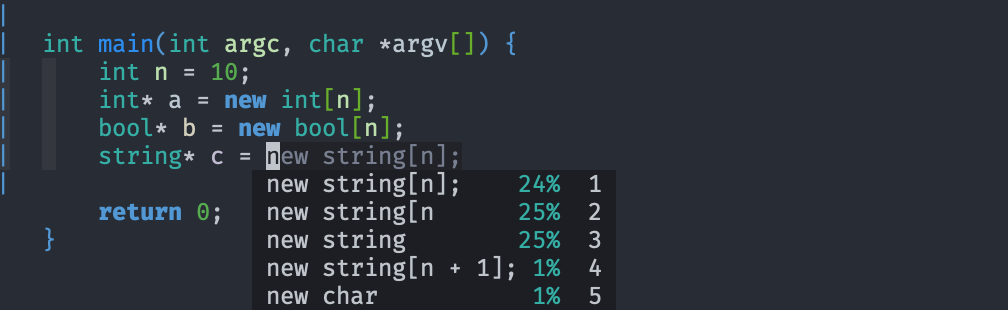 int main(int argc, char *argv[]) {
    int n = 10;
    int* a = new int[n];
    bool* b = new bool[n];
    string* c = new string[n];
new string[n];    24%  1
new string[n      25%  2
new string        25%  3
    return 0;
}
new string[n + 1]; 1%  4
new char           1%  5